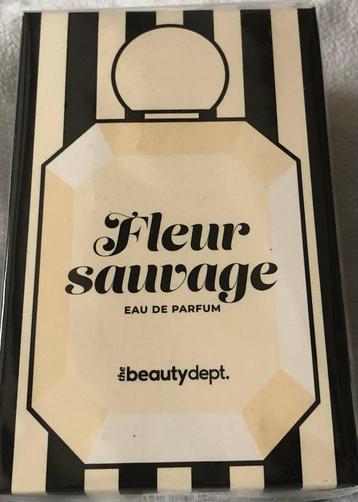 Fleur
sauvage
EAU DE PARFUM
the beautydept.